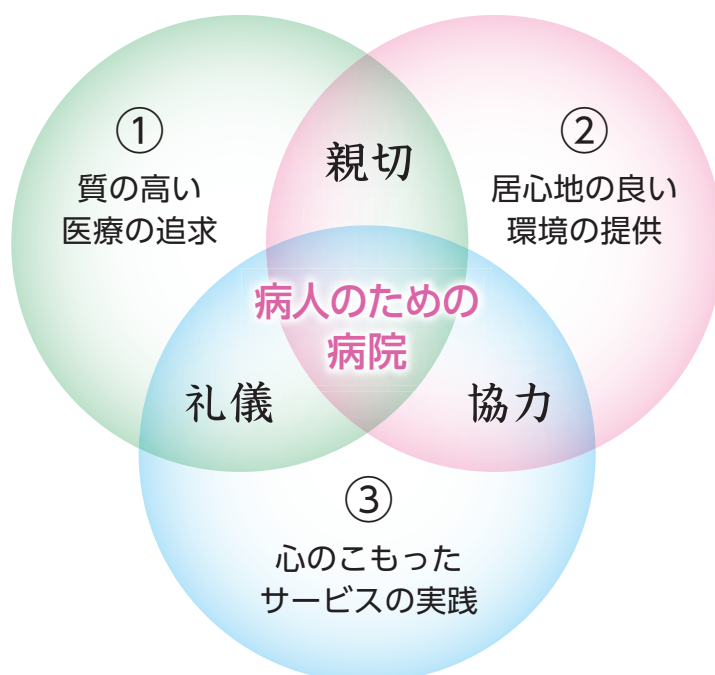 ①
質の高い
医療の追求
②
居心地の良い
環境の提供
親切
病人のための
病院
礼儀
協力
③
心のこもった
サービスの実践